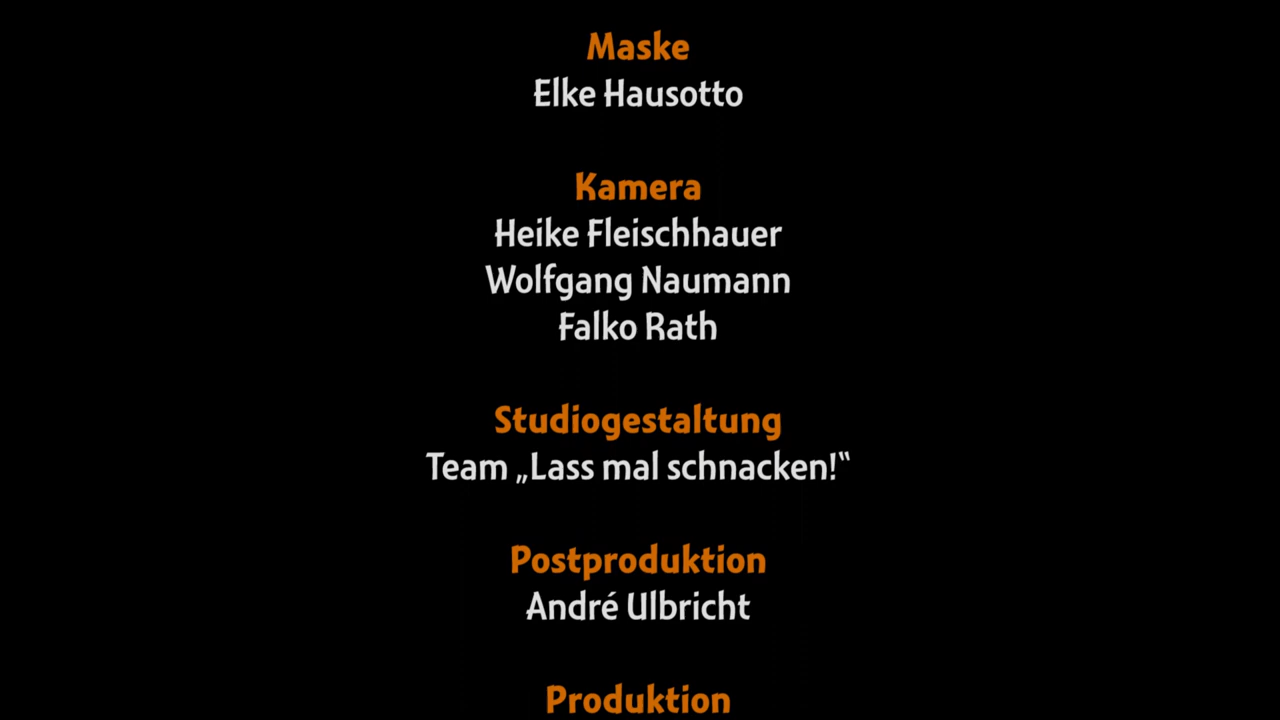 Maske
Elke Hausotto
Kamera
Heike Fleischhauer
Wolfgang Naumann
Falko Rath
Studiogestaltung
Team „Lass mal schnacken!“
Postproduktion
André Ulbricht
Produktion